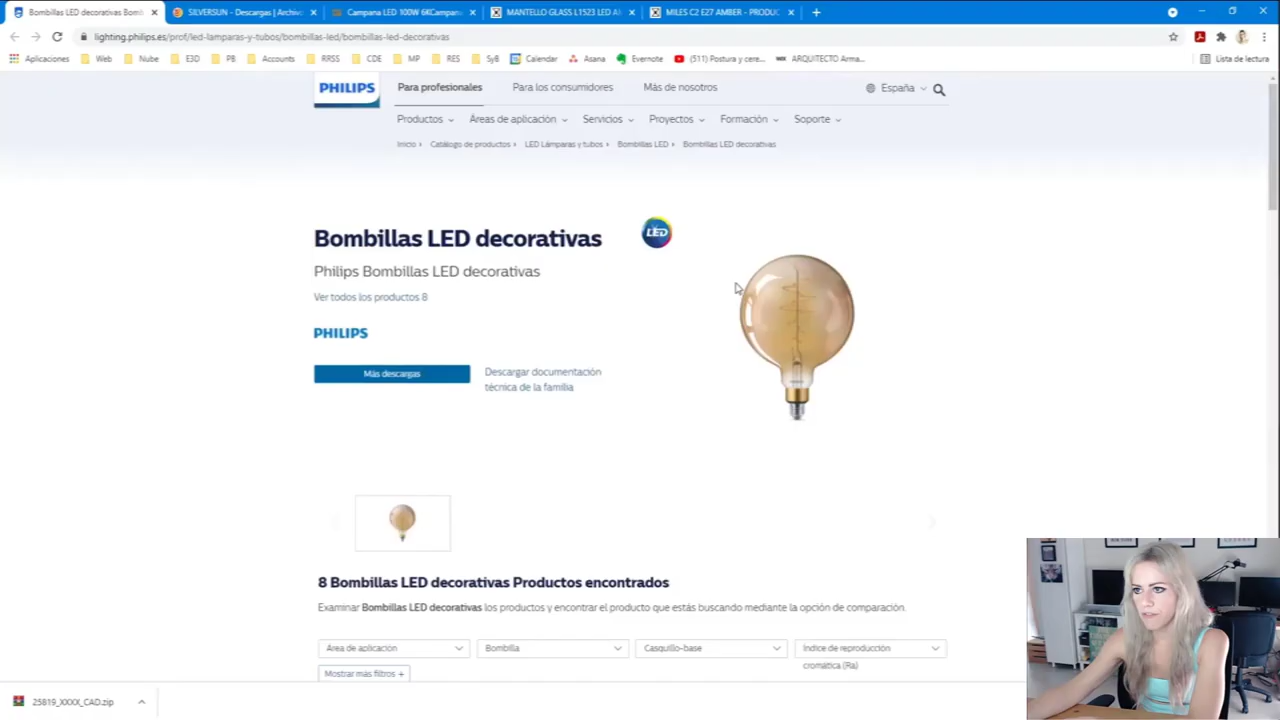 Bombillas LED decorativas Bomb
SILVERSUN - Descargas | Archivo
Campana LED 100W 6KCampana
MANTELLO GLASS L1523 LED A
MILES C2 E27 AMBER - PRODUC
lighting.philips.es/prof/led-lamparas-y-tubos/bombillas-led/bombillas-led-decorativas
Aplicaciones Web Nube E3D PB Accounts RRSS CDE MP RES SyB Calendar Asana Evernote (511) Postura y cere... ARQUITECTO Arma... Lista de lectura
PHILIPS
Para profesionales Para los consumidores Más de nosotros España
Productos Áreas de aplicación Servicios Proyectos Formación Soporte
Inicio Catálogo de productos LED Lámparas y tubos Bombillas LED Bombillas LED decorativas
Bombillas LED decorativas
LED
Philips Bombillas LED decorativas
Ver todos los productos 8
PHILIPS
Más descargas
Descargar documentación
técnica de la familia
8 Bombillas LED decorativas Productos encontrados
Examinar Bombillas LED decorativas los productos y encontrar el producto que estás buscando mediante la opción de comparación.
Área de aplicación Bombilla Casquillo-base Índice de reproducción
cromática (Ra)
Mostrar más filtros +
25819_XXXX_CAD.zip